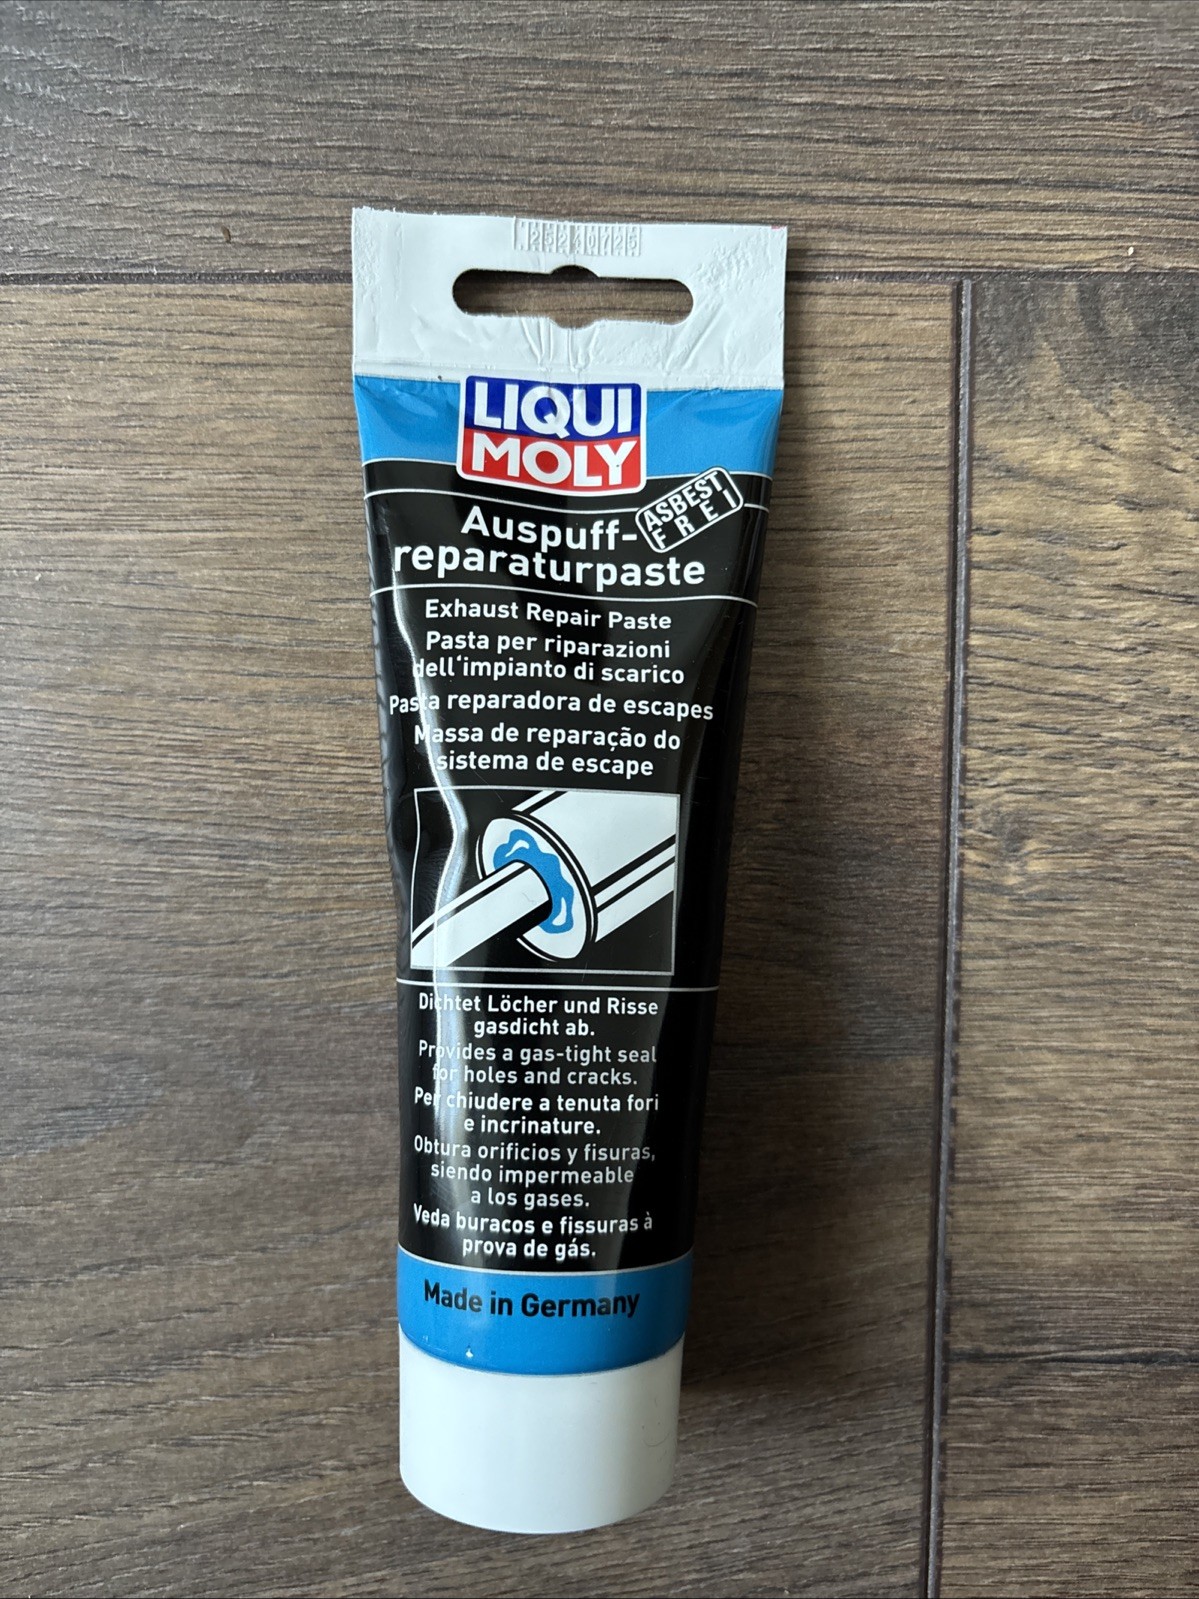 LIQUI
MOLY
ASBEST
FREI
Auspuff-
reparaturpaste
Exhaust Repair Paste
Pasta per riparazioni
dell'impianto di scarico
Pasta reparadora de escapes
Massa de reparação do
sistema de escape
Dichtet Löcher und Risse
gasdicht ab.
Provides a gas-tight seal
for holes and cracks.
Per chiudere a tenuta fori
e incrinature.
Obtura orificios y fisuras,
siendo impermeable
a los gases.
Veda buracos e fissuras à
prova de gás.
Made in Germany